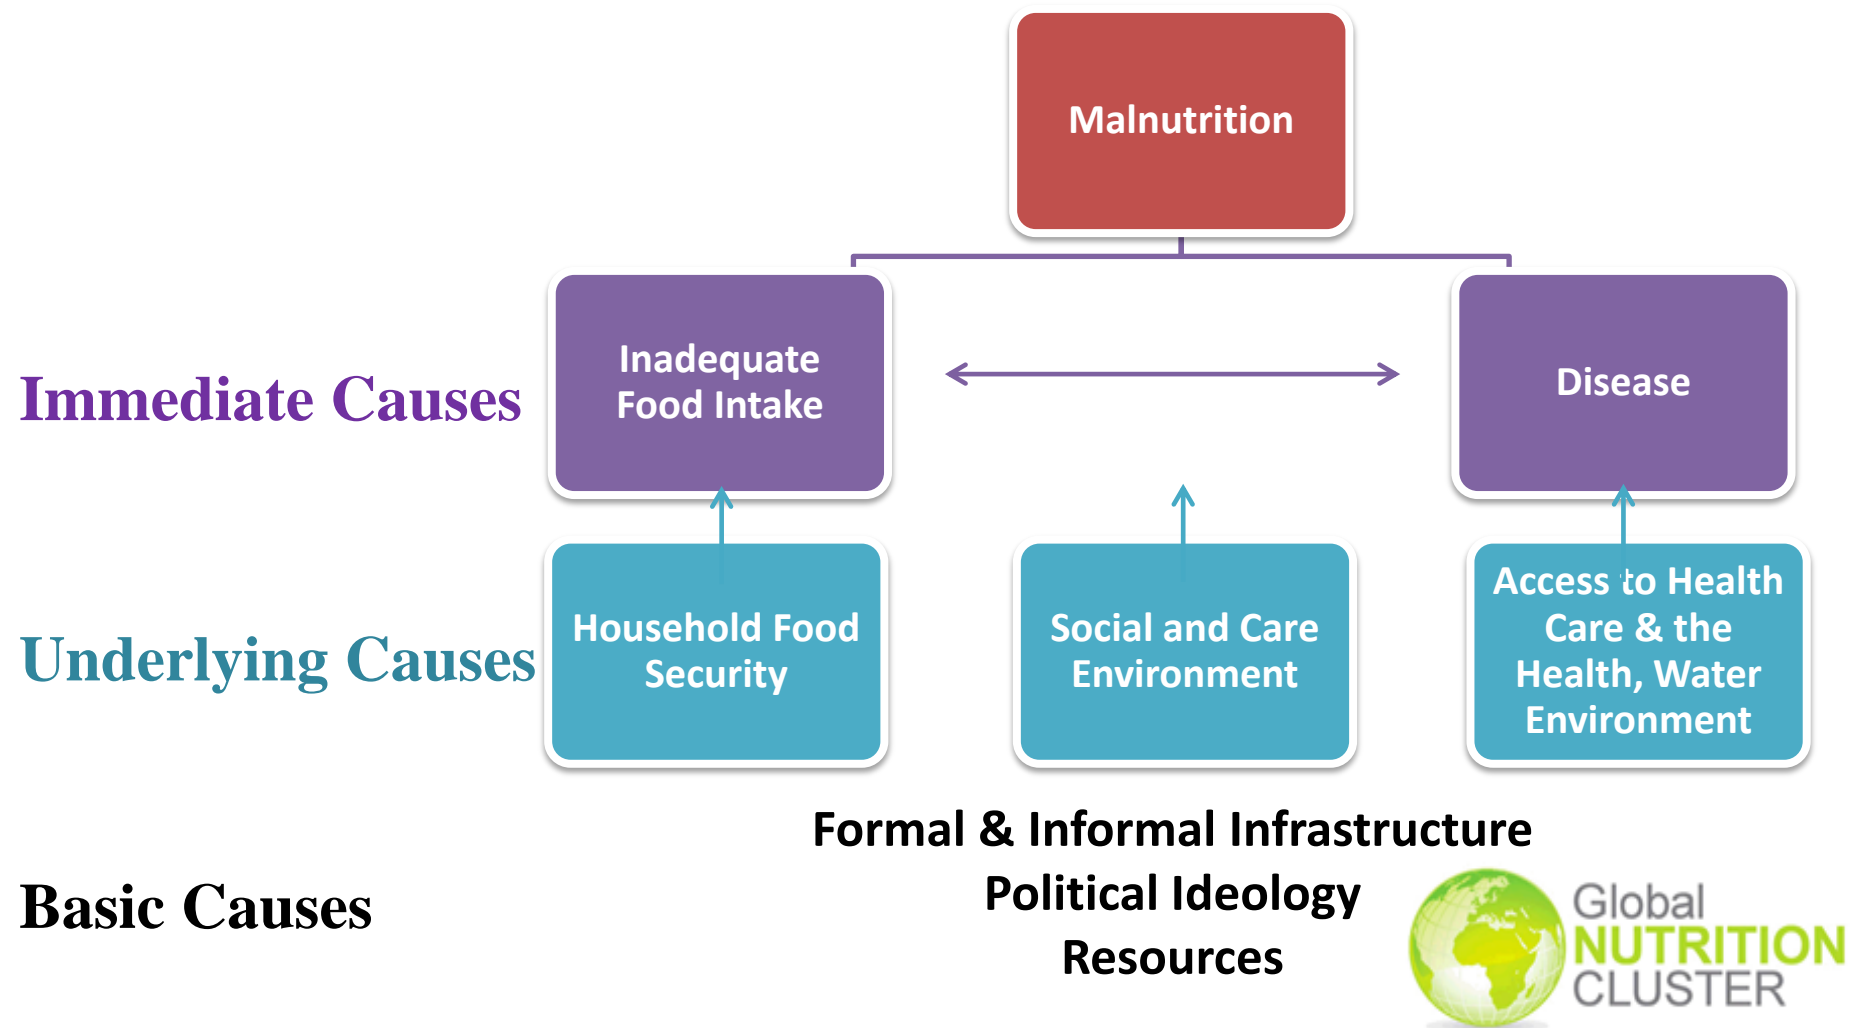 Malnutrition
Immediate Causes
Inadequate
Food Intake
Disease
Underlying Causes
Household Food
Security
Social and Care
Environment
Access to Health
Care & the
Health, Water
Environment
Basic Causes
Formal & Informal Infrastructure
Political Ideology
Resources
Global
NUTRITION
CLUSTER